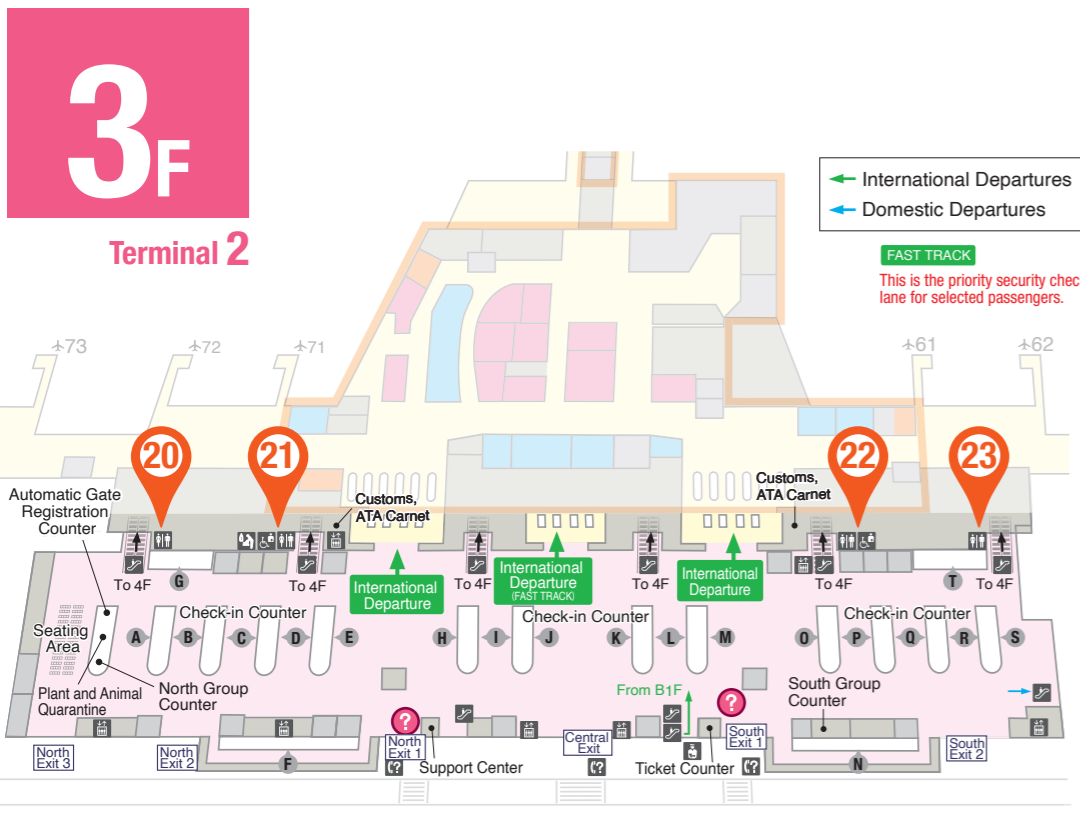 3F
Terminal 2
International Departures
Domestic Departures
FAST TRACK
This is the priority security chec
lane for selected passengers.
73
72
71
61
62
20
21
22
23
Automatic Gate
Registration
Counter
Customs,
ATA Carnet
Customs,
ATA Carnet
To 4F
G
To 4F
International
Departure
To 4F
International
Departure
(FAST TRACK)
To 4F
International
Departure
To 4F
T
To 4F
Check-in Counter
Check-in Counter
Check-in Counter
Seating
Area
A
B
C
D
E
H
I
J
K
L
M
O
P
Q
R
S
Plant and Animal
Quarantine
North Group
Counter
From B1F
South Group
Counter
?
?
North
Exit 3
North
Exit 2
F
North
Exit 1
?
Support Center
Central
Exit
?
Ticket Counter
South
Exit 1
?
N
South
Exit 2